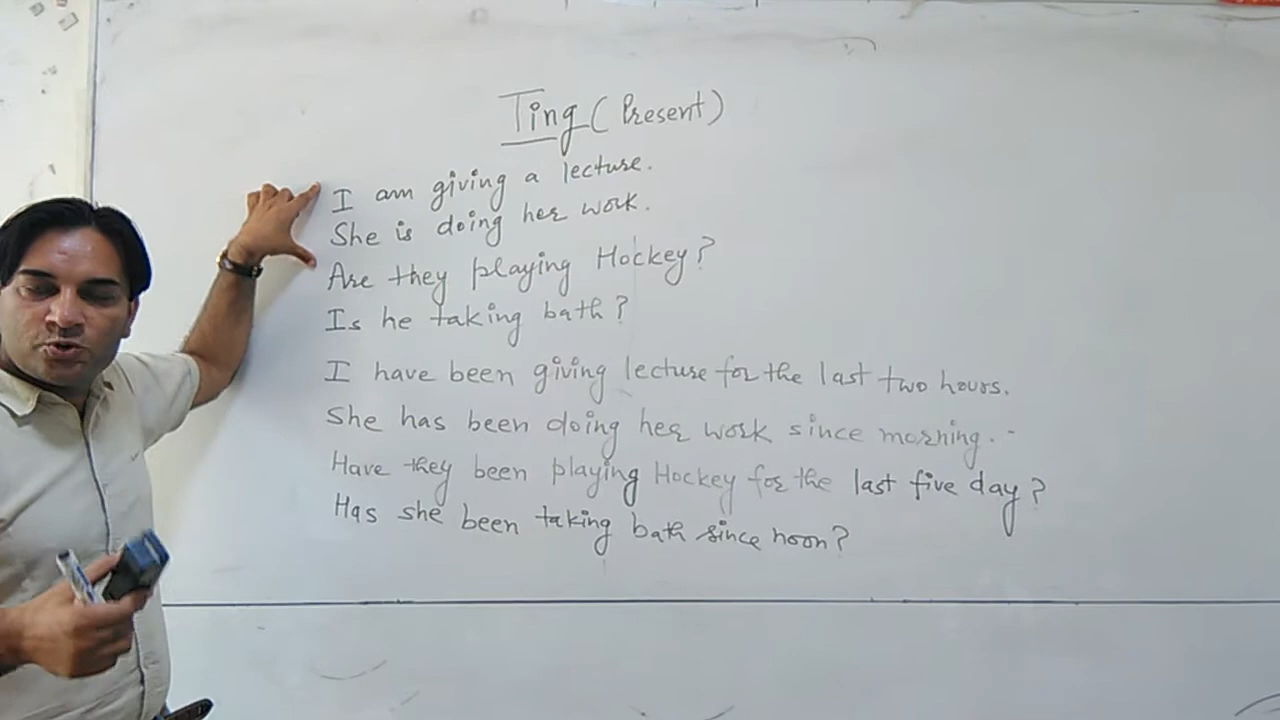 Ting (Present)
I am giving a lecture.
She is doing her work.
Are they playing Hockey?
Is he taking bath?
I have been giving lecture for the last two hours.
She has been doing her work since morning.
Have they been playing Hockey for the last five day?
Has she been taking bath since noon?